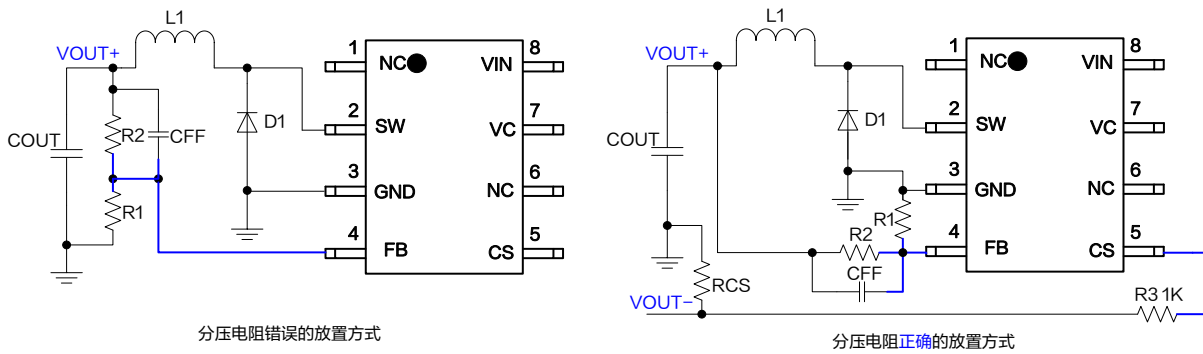 L1
VOUT+
1
NC
VIN
8
2
SW
VC
7
COUT
R2
CFF
D1
3
GND
NC
6
R1
4
FB
CS
5
分压电阻错误的放置方式
L1
VOUT+
1
NC
VIN
8
2
SW
VC
7
COUT
D1
3
GND
NC
6
R1
4
FB
CS
5
R2
CFF
RCS
VOUT−
R3 1K
分压电阻正确的放置方式